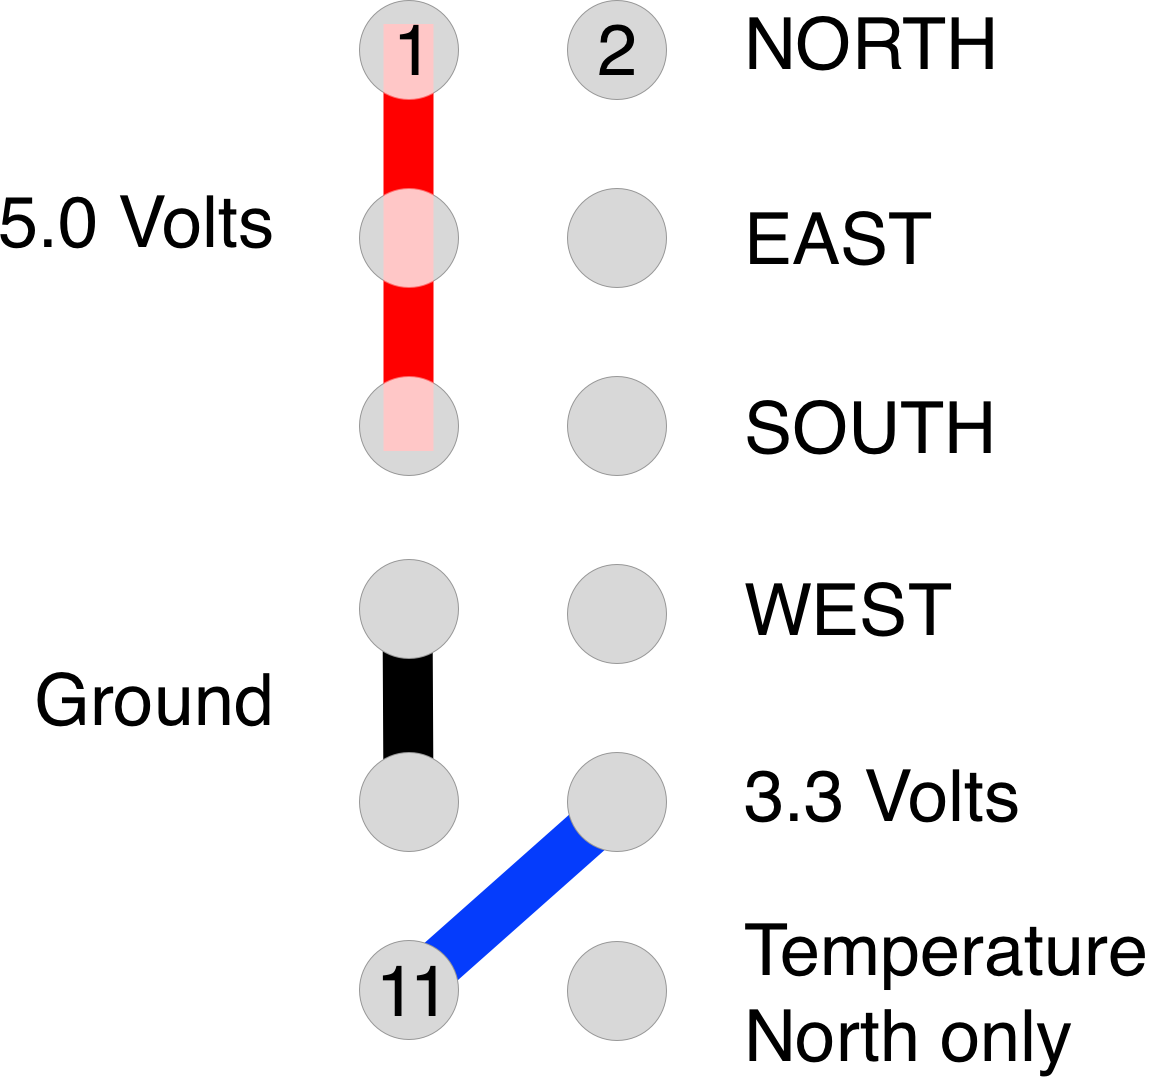 1 2 NORTH
5.0 Volts EAST
SOUTH
WEST
Ground
3.3 Volts
11 Temperature
North only